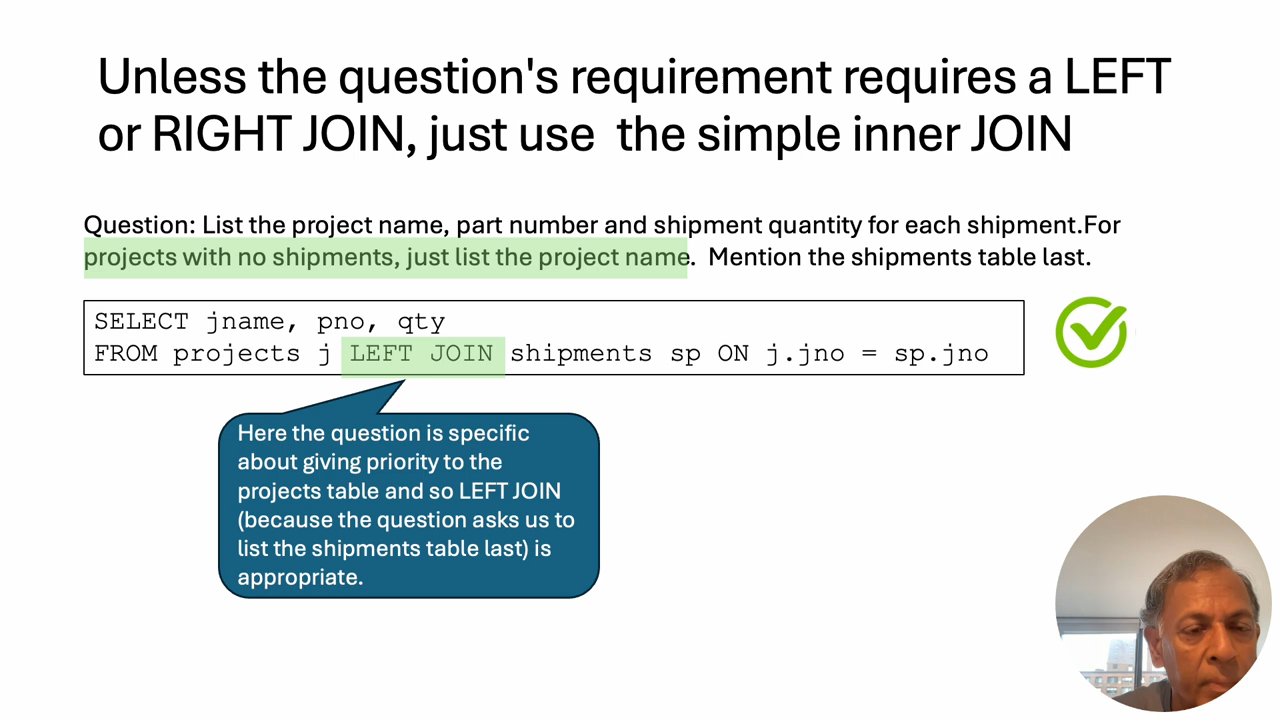 Unless the question's requirement requires a LEFT
or RIGHT JOIN, just use  the simple inner JOIN
Question: List the project name, part number and shipment quantity for each shipment.For
projects with no shipments, just list the project name.  Mention the shipments table last.
SELECT jname, pno, qty
FROM projects j LEFT JOIN shipments sp ON j.jno = sp.jno
Here the question is specific
about giving priority to the
projects table and so LEFT JOIN
(because the question asks us to
list the shipments table last) is
appropriate.